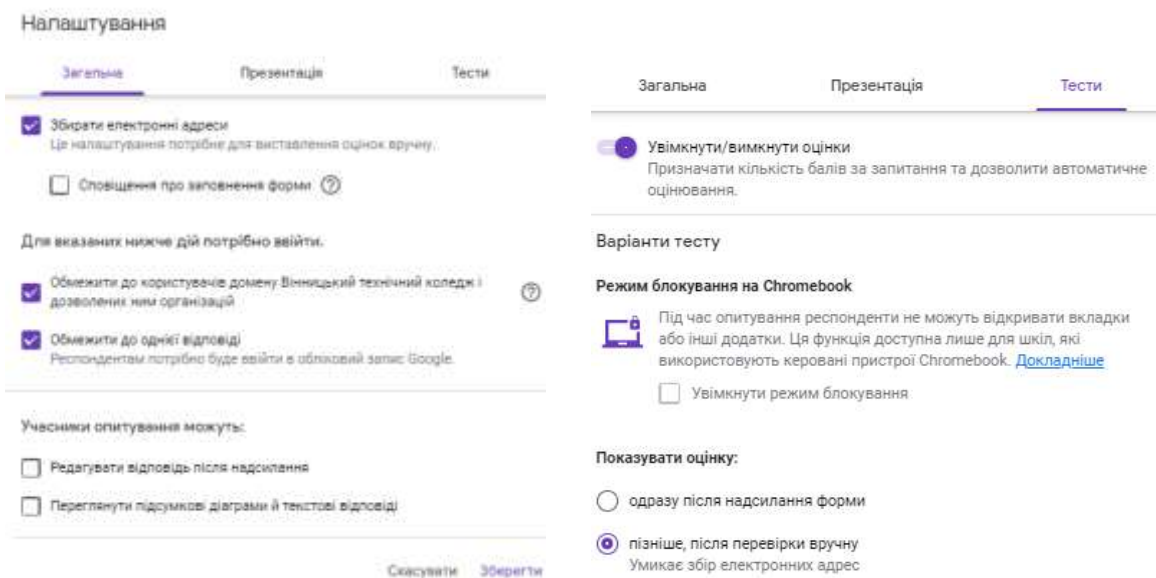 Налаштування
Загальна Презентація Тести
Збирати електронні адреси
Це налаштування потрібне для виставлення оцінок вручну.
Сповіщення про заповнення форми
Для вказаних нижче дій потрібно ввійти.
Обмежити до користувачів домену Вінницький технічний коледж і
дозволених ним організацій
Обмежити до однієї відповіді
Респондентам потрібно буде ввійти в обліковий запис Google.
Учасники опитування можуть:
Редагувати відповідь після надсилання
Переглянути підсумкові діаграми й текстові відповіді
Скасувати Зберегти
Загальна Презентація Тести
Увімкнути/вимкнути оцінки
Призначати кількість балів за запитання та дозволити автоматичне
оцінювання.
Варіанти тесту
Режим блокування на Chromebook
Під час опитування респонденти не можуть відкривати вкладки
або інші додатки. Ця функція доступна лише для шкіл, які
використовують керовані пристрої Chromebook. Докладніше
Увімкнути режим блокування
Показувати оцінку:
одразу після надсилання форми
пізніше, після перевірки вручну
Умикає збір електронних адрес